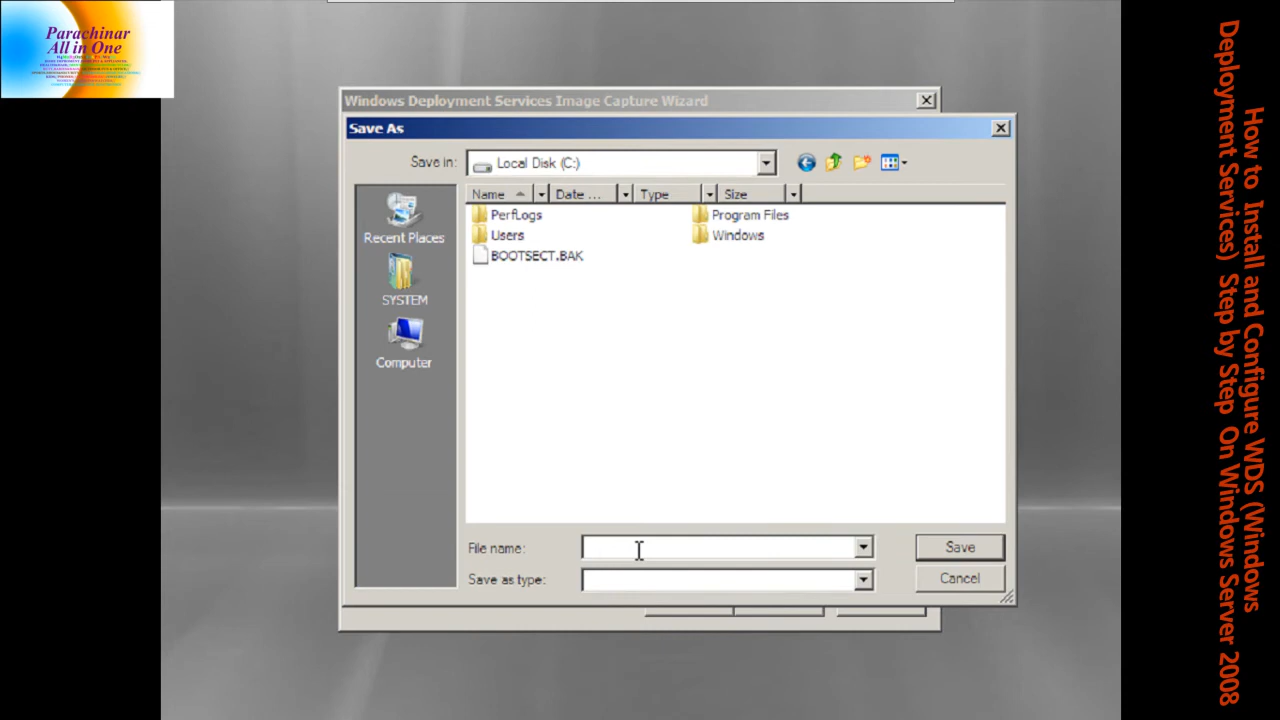 Parachinar
All in One
Windows Deployment Services Image Capture Wizard
Save As
Save in:
Local Disk (C:)
Name
Date ...
Type
Size
PerfLogs
Program Files
Users
Windows
BOOTSECT.BAK
Recent Places
SYSTEM
Computer
File name:
Save
Save as type:
Cancel
How to Install and Configure WDS (Windows
Deployment Services) Step by Step On Windows Server 2008